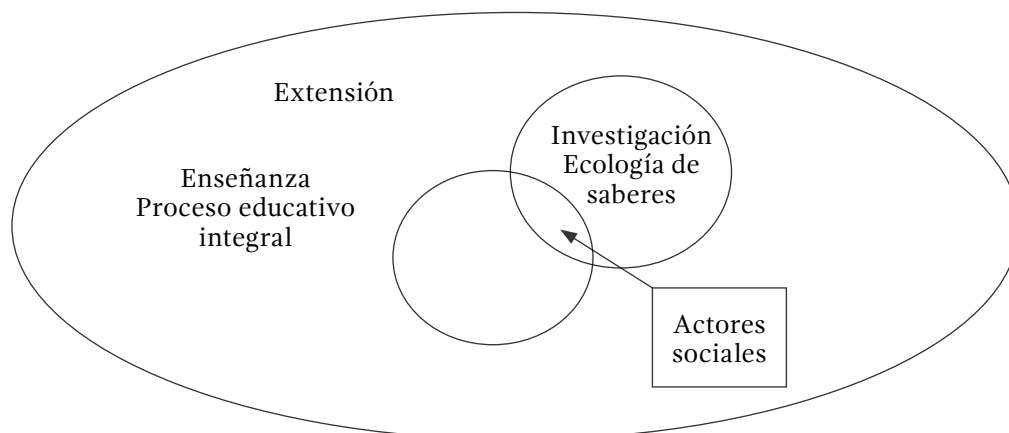 Extensión
Enseñanza
Proceso educativo
integral
Investigación
Ecología de
saberes
Actores
sociales